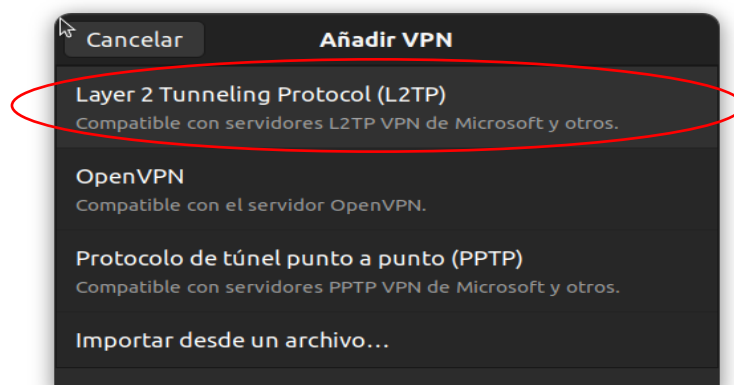 Cancelar
Añadir VPN
Layer 2 Tunneling Protocol (L2TP)
Compatible con servidores L2TP VPN de Microsoft y otros.
OpenVPN
Compatible con el servidor OpenVPN.
Protocolo de túnel punto a punto (PPTP)
Compatible con servidores PPTP VPN de Microsoft y otros.
Importar desde un archivo...